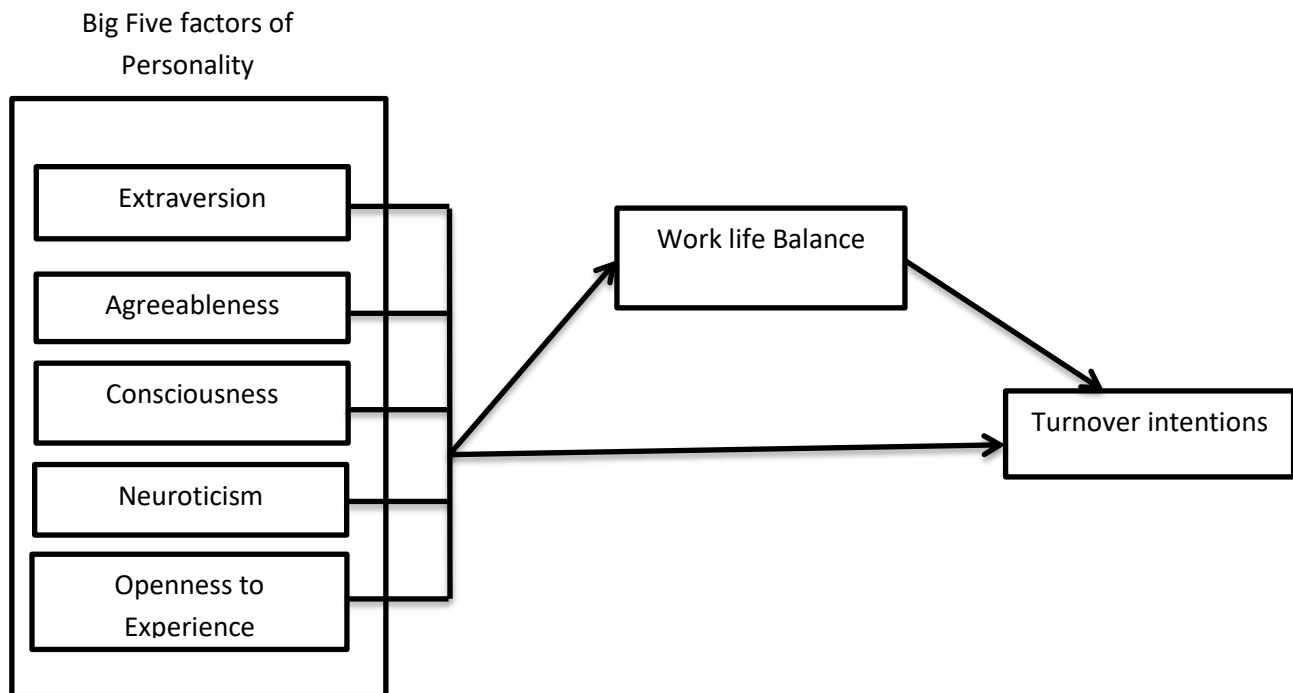 Big Five factors of
Personality
Extraversion
Agreeableness
Consciousness
Neuroticism
Openness to
Experience
Work life Balance
Turnover intentions